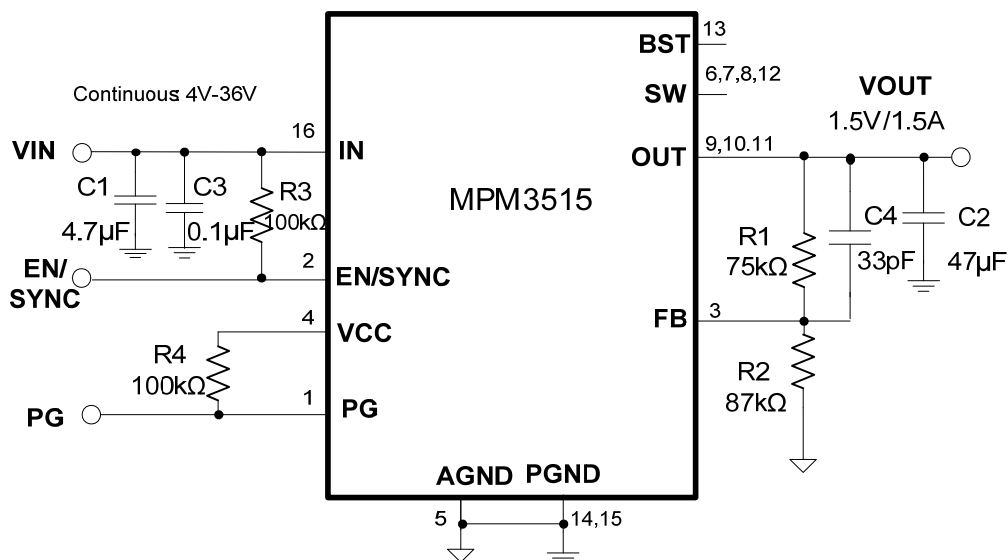 BST
13
SW
6,7,8,12
Continuous: 4V-36V
VOUT
1.5V/1.5A
VIN
16
IN
OUT
9,10.11
C1
4.7µF
C3
0.1µF
R3
100kΩ
MPM3515
R1
75kΩ
C4
33pF
C2
47µF
EN/
SYNC
2
EN/SYNC
4
VCC
FB
3
R4
100kΩ
R2
87kΩ
PG
1
PG
AGND
PGND
5
14,15